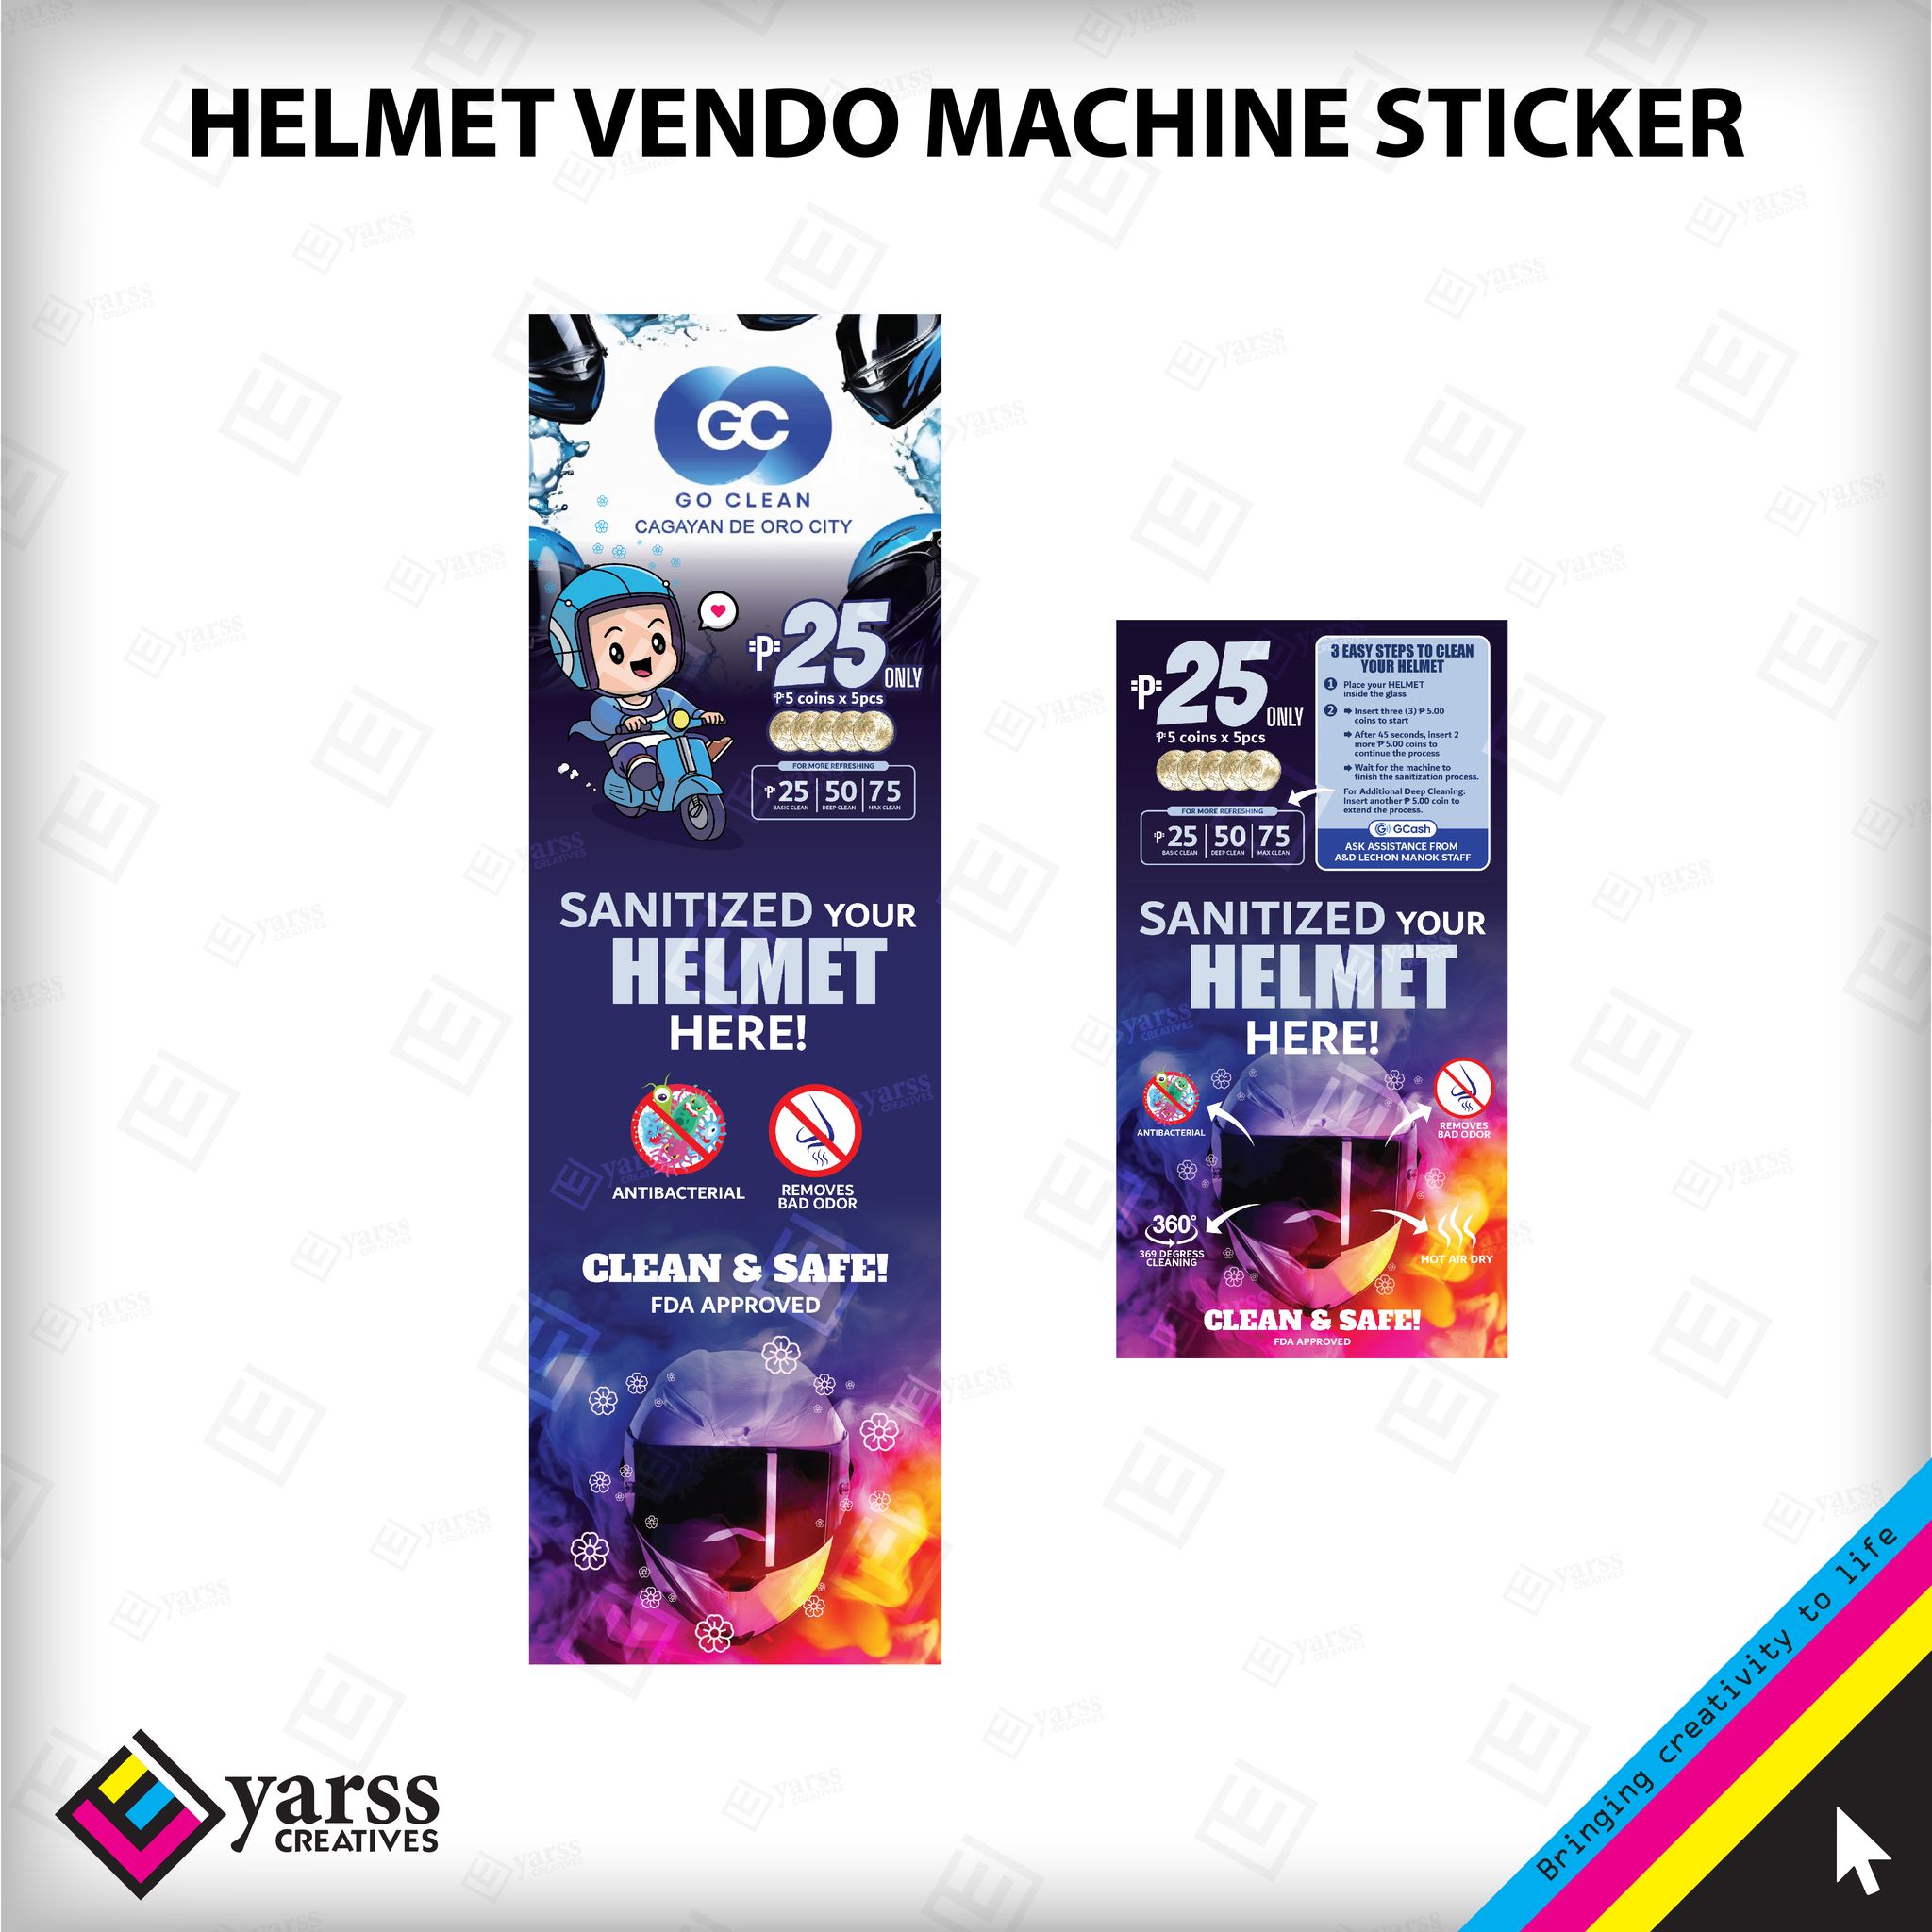 HELMET VENDO MACHINE STICKER
GC
GO CLEAN
CAGAYAN DE ORO CITY
₱25 ONLY
₱5 coins x 5pcs
FOR MORE REFRESHING
₱25 50 75
BASIC CLEAN DEEP CLEAN MAX CLEAN
SANITIZED YOUR
HELMET
HERE!
ANTIBACTERIAL
REMOVES
BAD ODOR
CLEAN & SAFE!
FDA APPROVED
₱25 ONLY
₱5 coins x 5pcs
FOR MORE REFRESHING
₱25 50 75
BASIC CLEAN DEEP CLEAN MAX CLEAN
3 EASY STEPS TO CLEAN
YOUR HELMET
1 Place your HELMET
inside the glass
2 ➡ Insert three (3) ₱ 5.00
coins to start
➡ After 45 seconds, insert 2
more ₱ 5.00 coins to
continue the process
➡ Wait for the machine to
finish the sanitization process.
For Additional Deep Cleaning:
Insert another ₱ 5.00 coin to
extend the process.
GCash
ASK ASSISTANCE FROM
A&D LECHON MANOK STAFF
SANITIZED YOUR
HELMET
HERE!
ANTIBACTERIAL
REMOVES
BAD ODOR
360°
369 DEGRESS
CLEANING
HOT AIR DRY
CLEAN & SAFE!
FDA APPROVED
yarss
CREATIVES
Bringing creativity to life